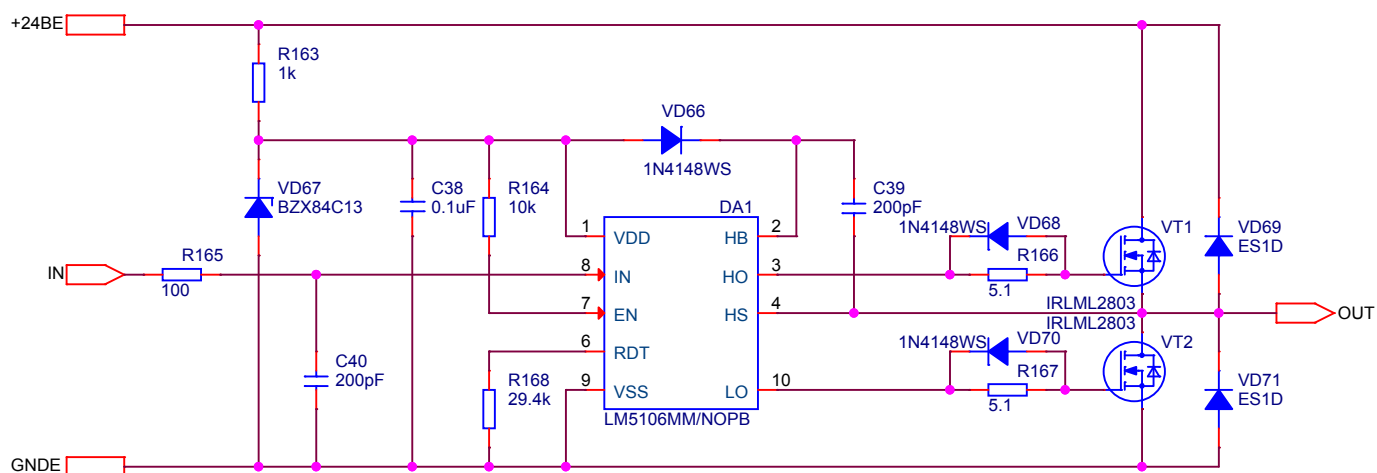 +24BE
R163
1k
VD66
1N4148WS
VD67
BZX84C13
C38
0.1uF
R164
10k
C39
200pF
DA1
1
VDD
HB
2
1N4148WS
VD68
VT1
VD69
ES1D
R165
100
IN
8
IN
HO
3
R166
5.1
7
EN
HS
4
IRLML2803
IRLML2803
OUT
6
RDT
1N4148WS
VD70
VT2
C40
200pF
R168
29.4k
9
VSS
LO
10
R167
5.1
VD71
ES1D
LM5106MM/NOPB
GNDE